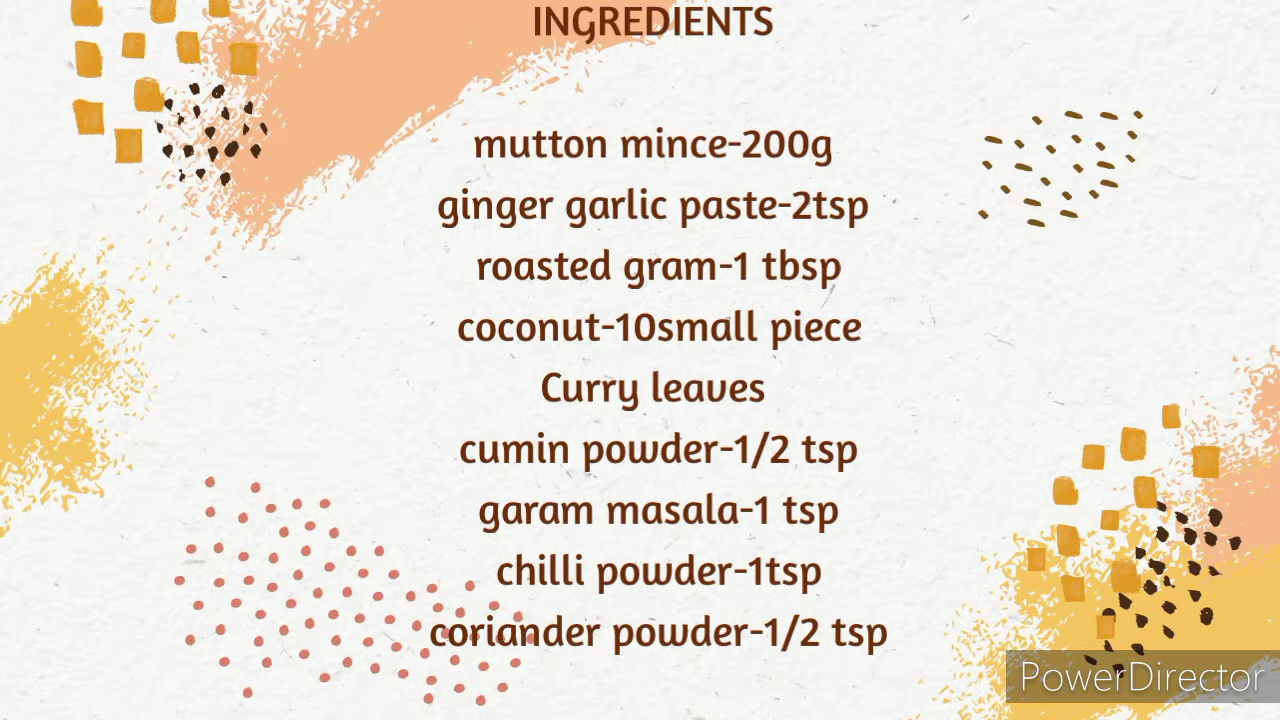 INGREDIENTS
mutton mince-200g
ginger garlic paste-2tsp
roasted gram-1 tbsp
coconut-10small piece
Curry leaves
cumin powder-1/2 tsp
garam masala-1 tsp
chilli powder-1tsp
coriander powder-1/2 tsp
PowerDirector